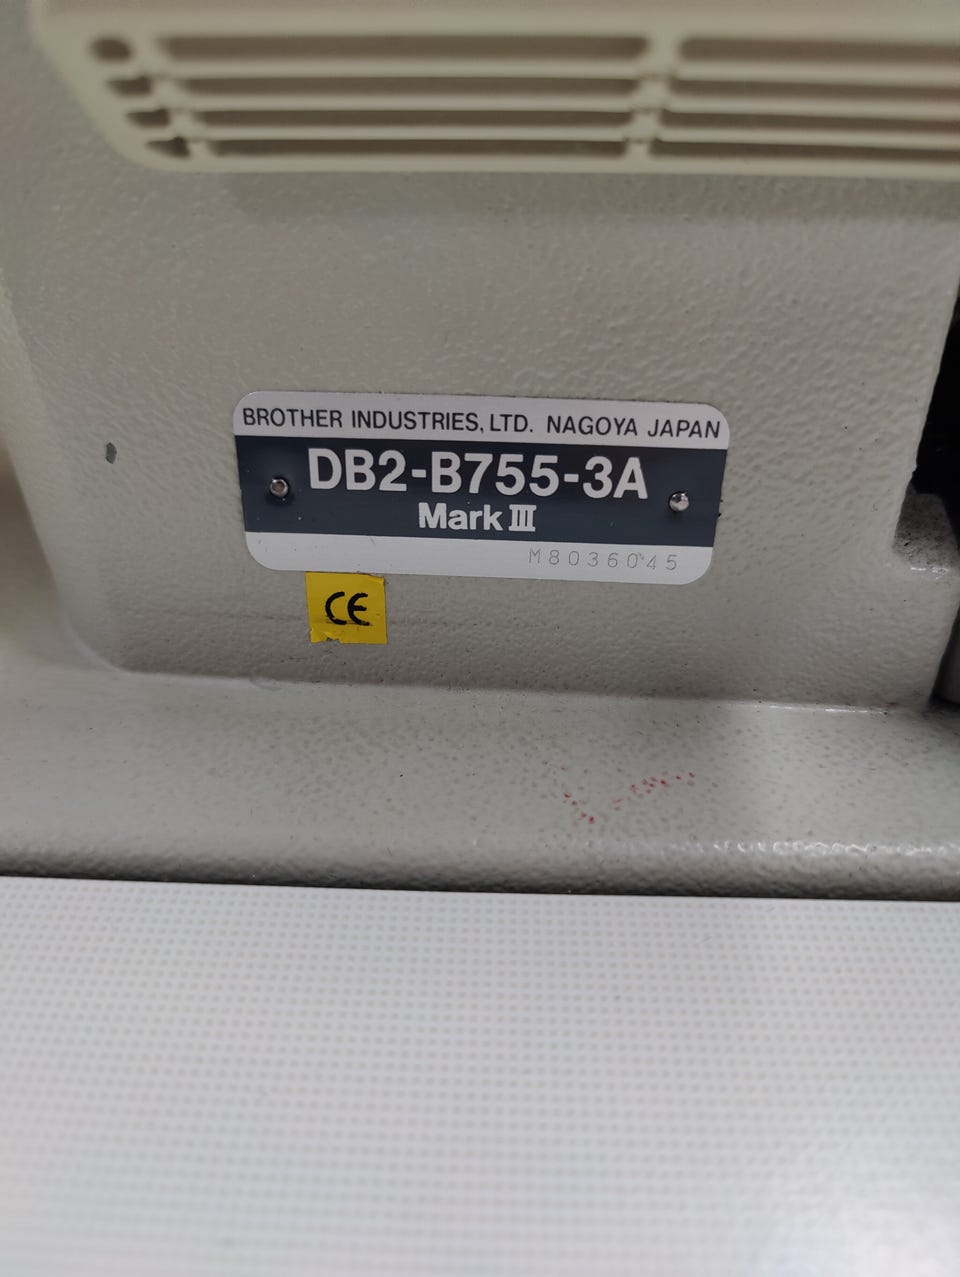 BROTHER INDUSTRIES, LTD. NAGOYA JAPAN
DB2-B755-3A
Mark III
M8036045
CE